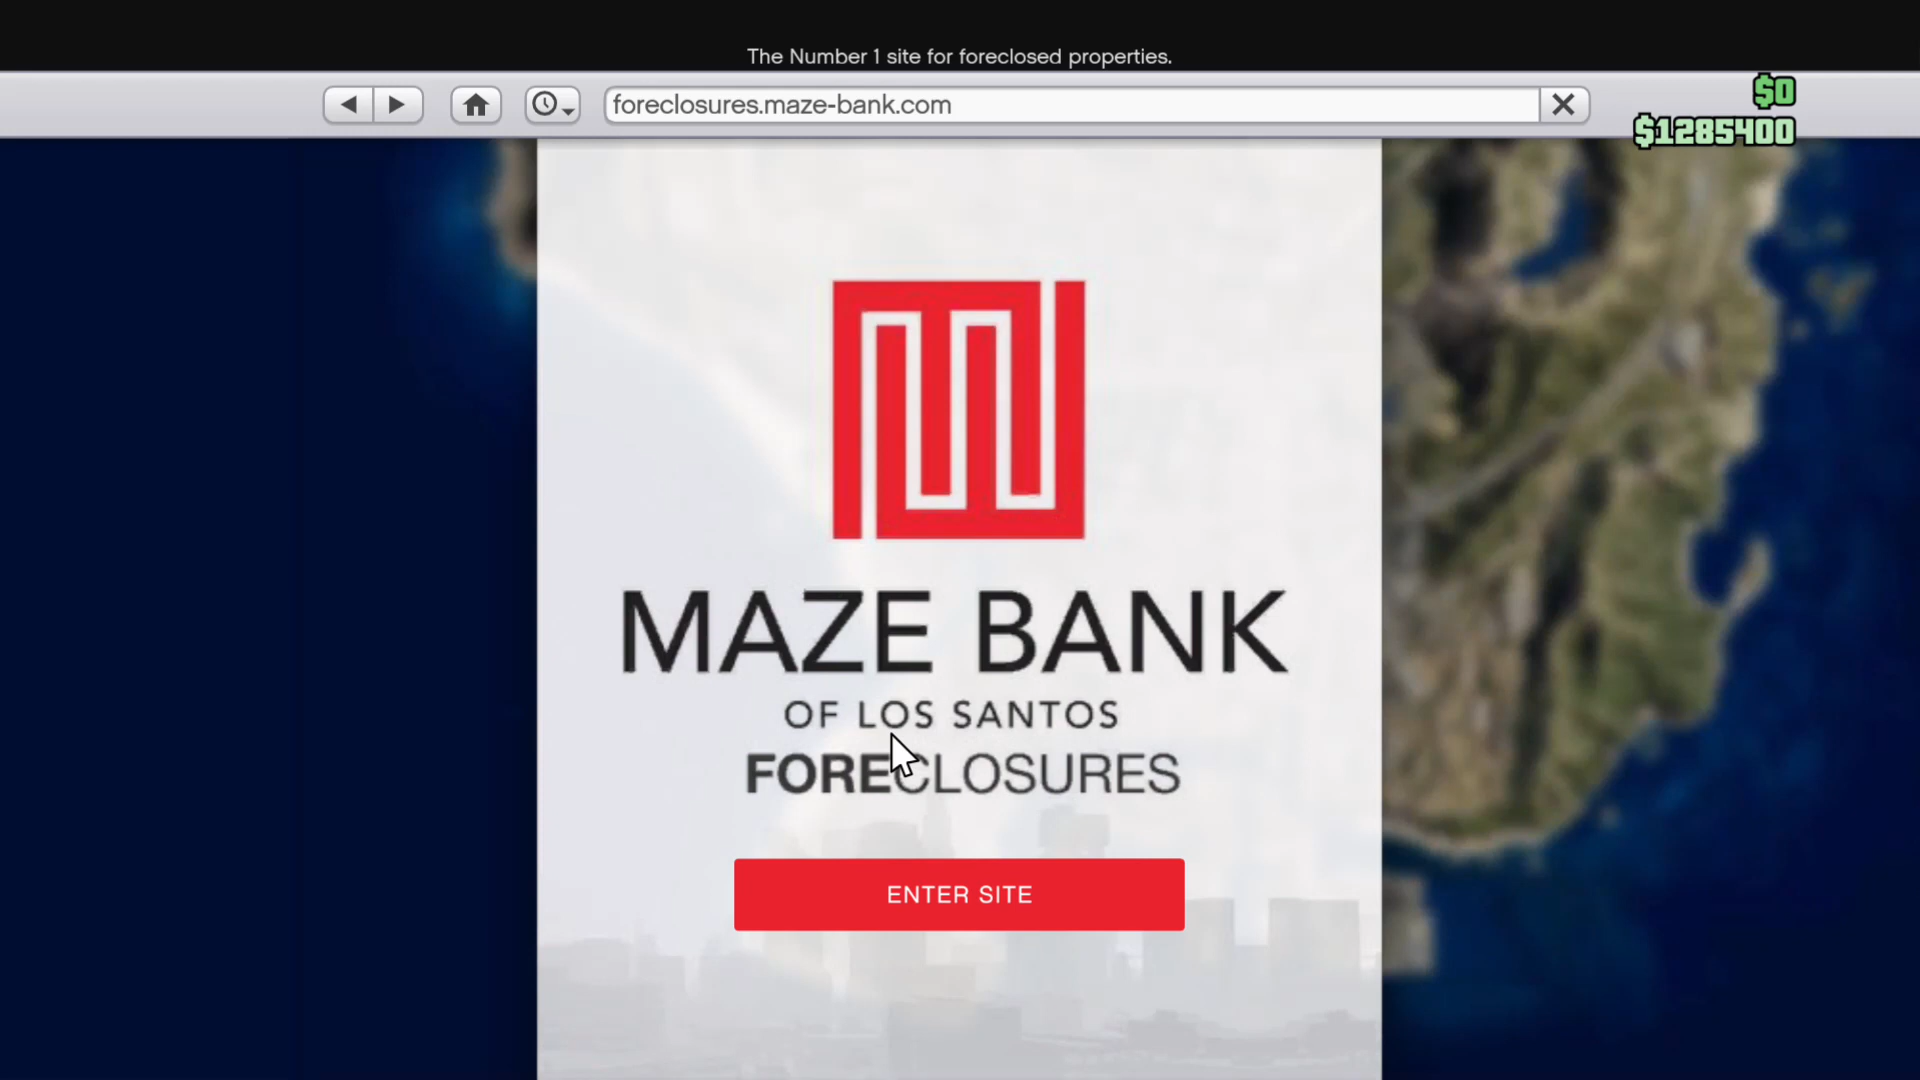 The Number 1 site for foreclosed properties.
foreclosures.maze-bank.com
$0
$1285400
MAZE BANK
OF LOS SANTOS
FORECLOSURES
ENTER SITE